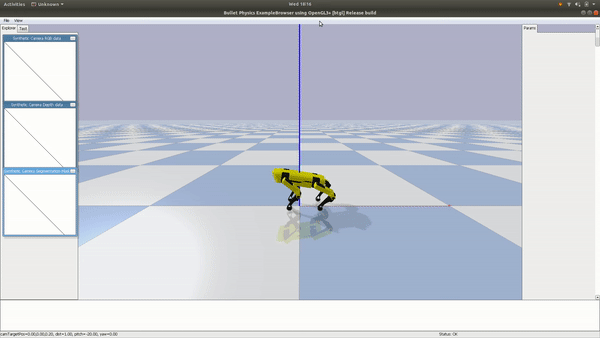 Activities
Unknown
Wed 10:16
Bullet Physics ExampleBrowser using OpenGL3+ [btgl] Release build
File View
Explorer Test
Params
Synthetic Camera RGB data
Synthetic Camera Depth data
Synthetic Camera Segmentation Mask
camTargetPos=0.00,0.00,0.20, dist=1.00, pitch=-20.00, yaw=0.00
Status: OK